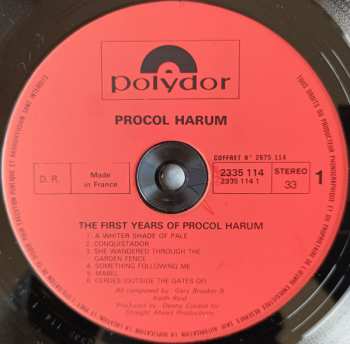 polydor
PROCOL HARUM
COFFRET N° 2675 114
D. R.
Made
in France
2335 114
2335 114 1
STEREO
33
1
THE FIRST YEARS OF PROCOL HARUM
1. A WHITER SHADE OF PALE
2. CONQUISTADOR
3. SHE WANDERED THROUGH THE
GARDEN FENCE
4. SOMETHING FOLLOWING ME
5. MABEL
6. CERDES (OUTSIDE THE GATES OF)
All composed by: Gary Brooker &
Keith Reid
Produced by: Denny Cordell for
Straight Ahead Productions